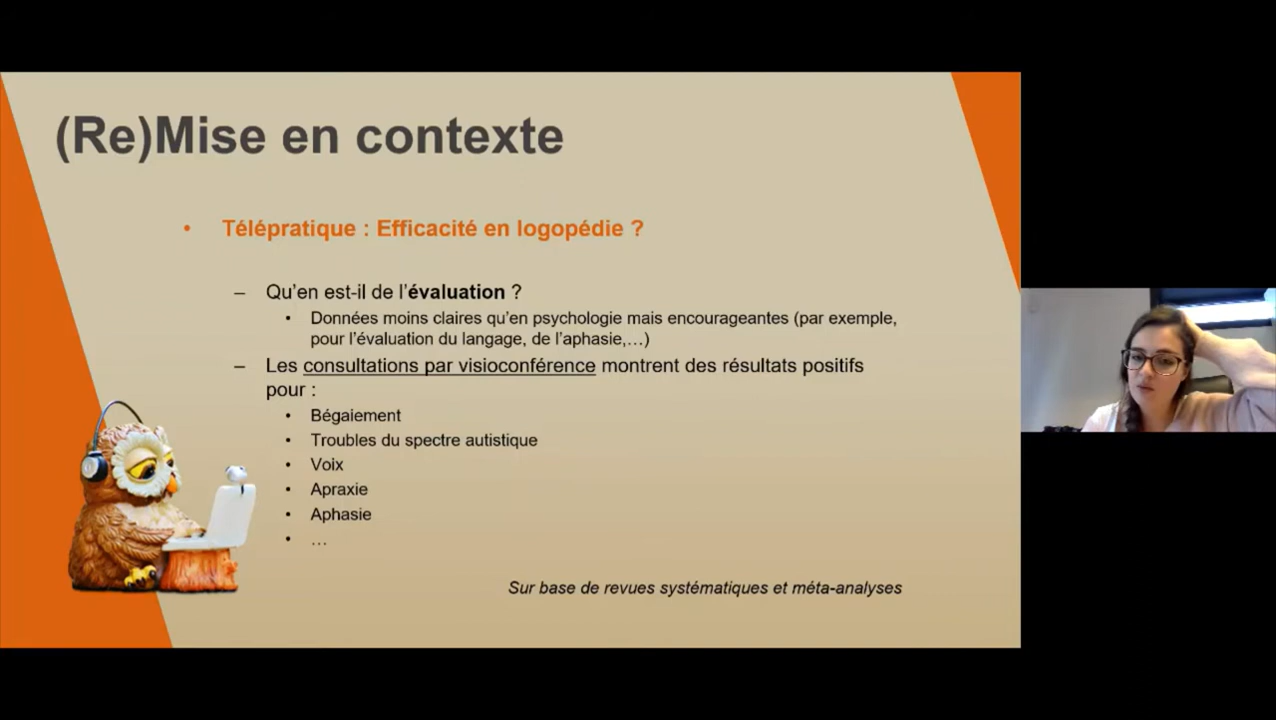 (Re)Mise en contexte
• Télépratique : Efficacité en logopédie ?
– Qu'en est-il de l'évaluation ?
• Données moins claires qu'en psychologie mais encourageantes (par exemple,
pour l'évaluation du langage, de l'aphasie,…)
– Les consultations par visioconférence montrent des résultats positifs
pour :
• Bégaiement
• Troubles du spectre autistique
• Voix
• Apraxie
• Aphasie
• …
Sur base de revues systématiques et méta-analyses